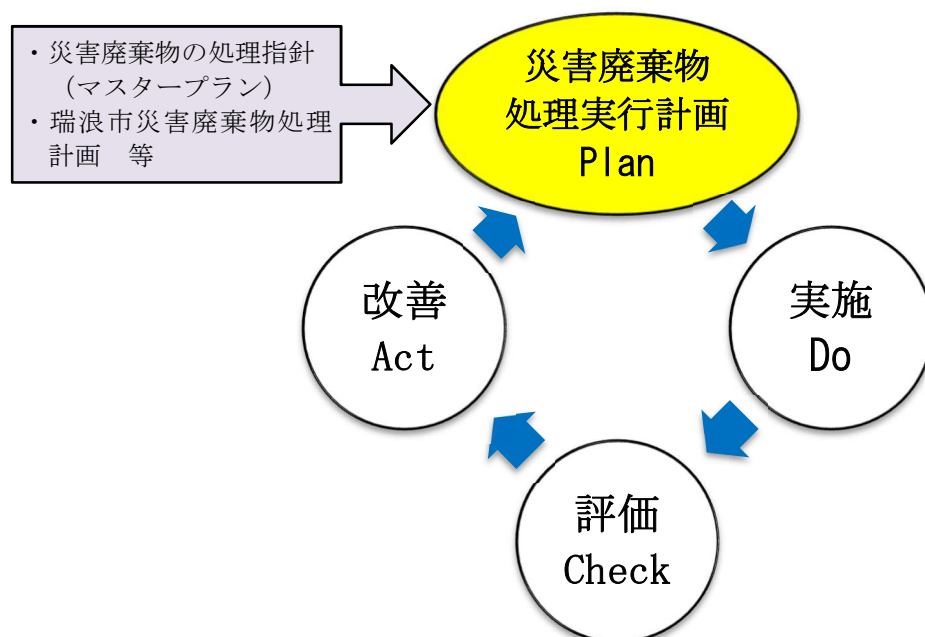 ・災害廃棄物の処理指針
（マスタープラン）
・瑞浪市災害廃棄物処理
計画　等
災害廃棄物
処理実行計画
Plan
改善
Act
実施
Do
評価
Check